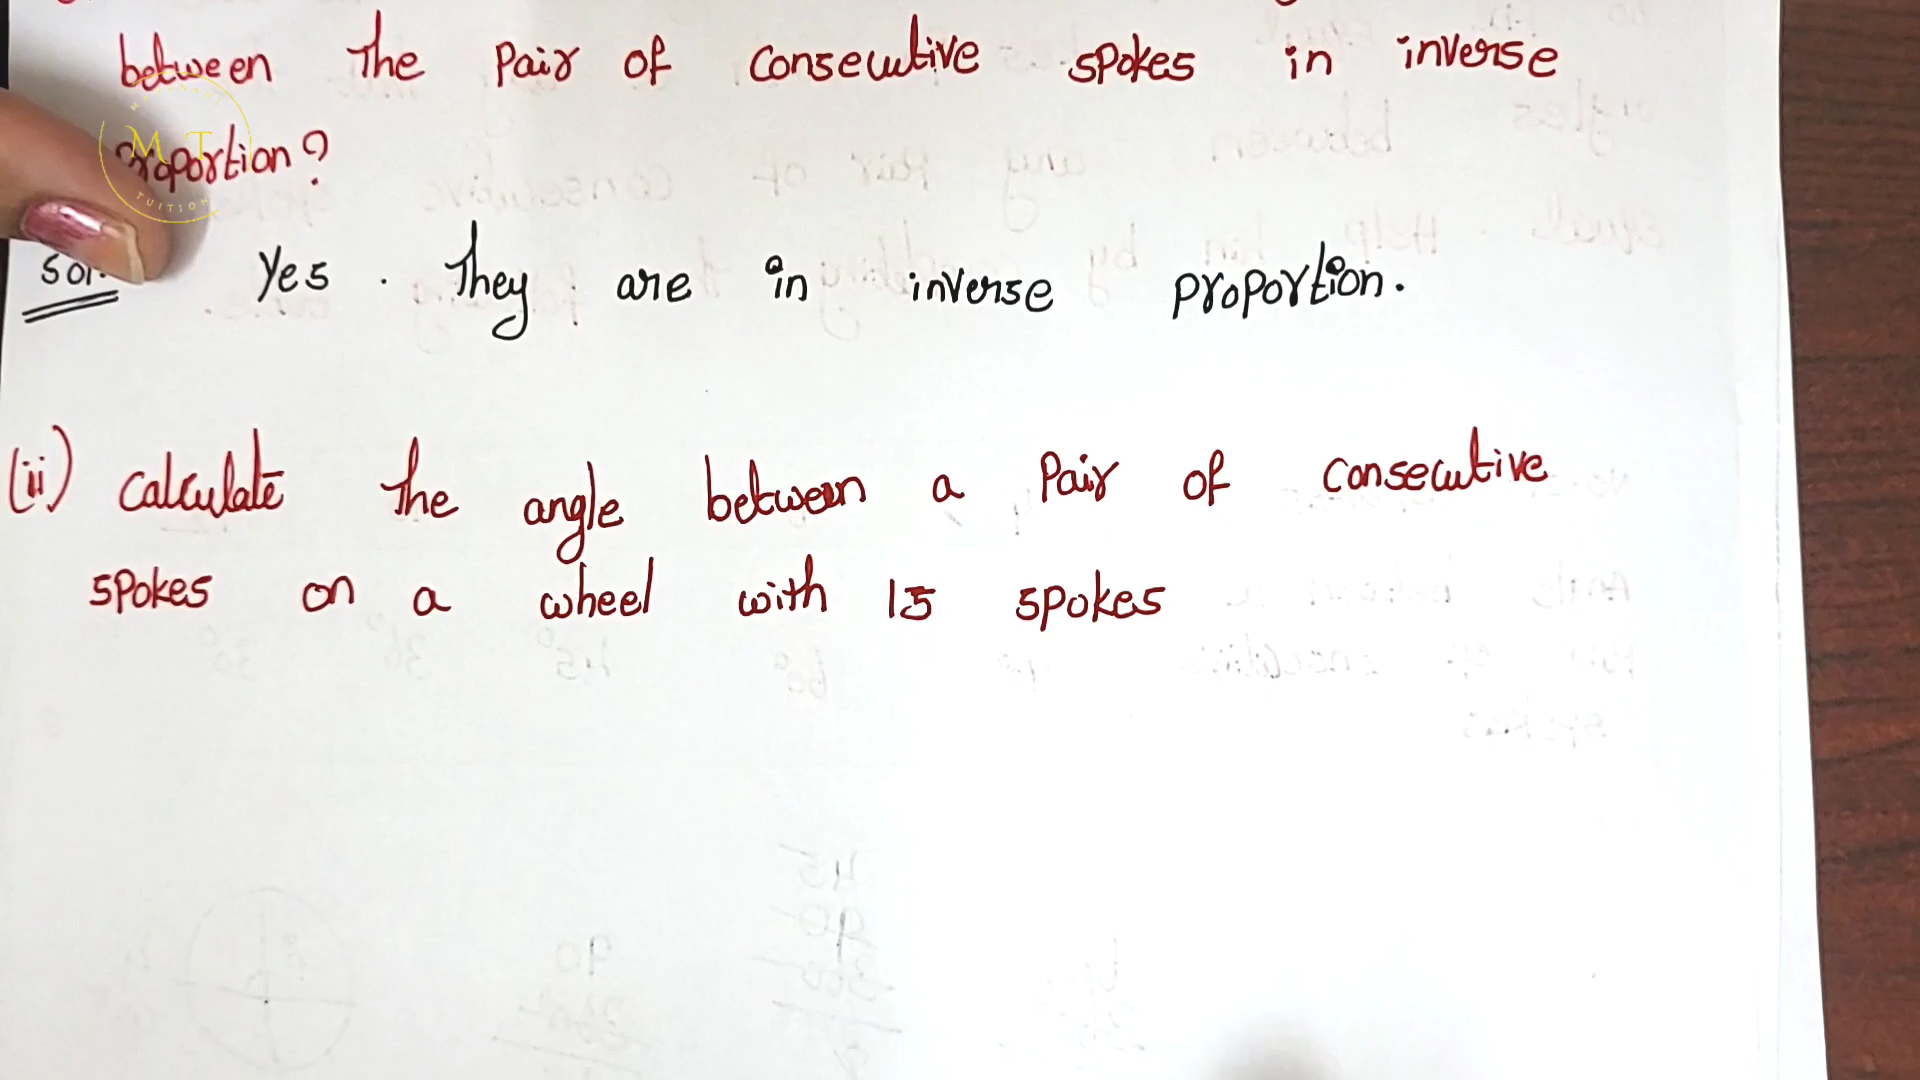 between the pair of consecutive spokes in inverse
proportion?
M T
TUITION
Sol.
Yes. They are in inverse proportion.
(ii) calculate the angle between a pair of consecutive
spokes on a wheel with 15 spokes